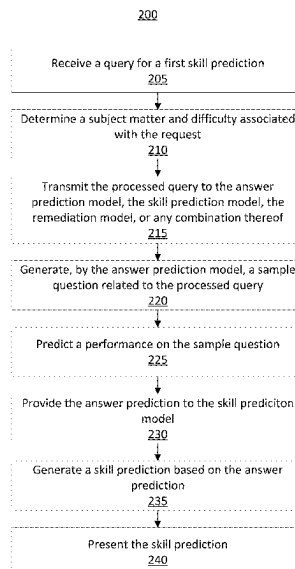 200
Receive a query for a first skill prediction
205
Determine a subject matter and difficulty associated
with the request
210
Transmit the processed query to the answer
prediction model, the skill prediction model, the
remediation model, or any combination thereof
215
Generate, by the answer prediction model, a sample
question related to the processed query
220
Predict a performance on the sample question
225
Provide the answer prediction to the skill prediciton
model
230
Generate a skill prediction based on the answer
prediction
235
Present the skill prediction
240